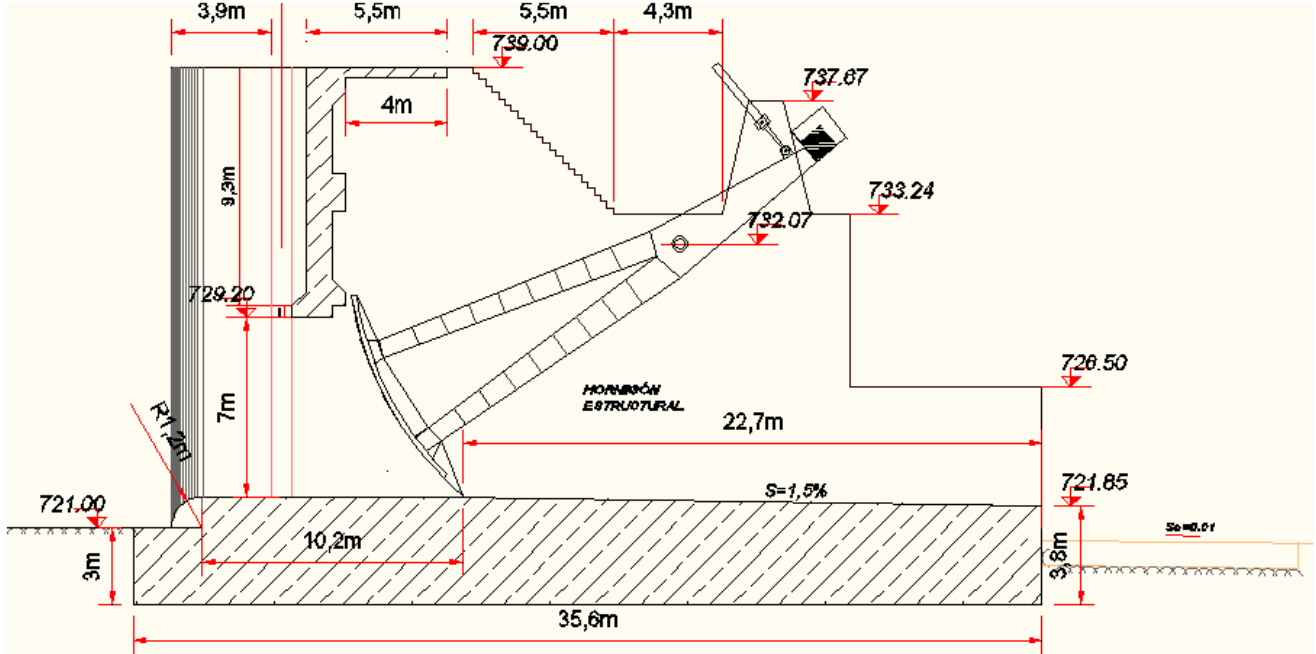 3,9m
5,5m
5,5m
4,3m
739.00
737.67
4m
9,3m
733.24
732.07
729.20
726.50
HORMIGÓN
ESTRUCTURAL
7m
22,7m
R1,2m
S=1,5%
721.85
721.00
So=0.01
10,2m
3m
3,8m
35,6m